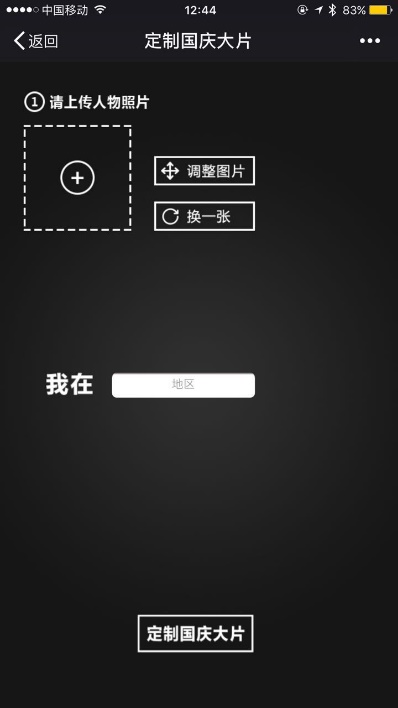 中国移动 12:44 83%
返回 定制国庆大片
1 请上传人物照片
调整图片
换一张
我在 地区
定制国庆大片